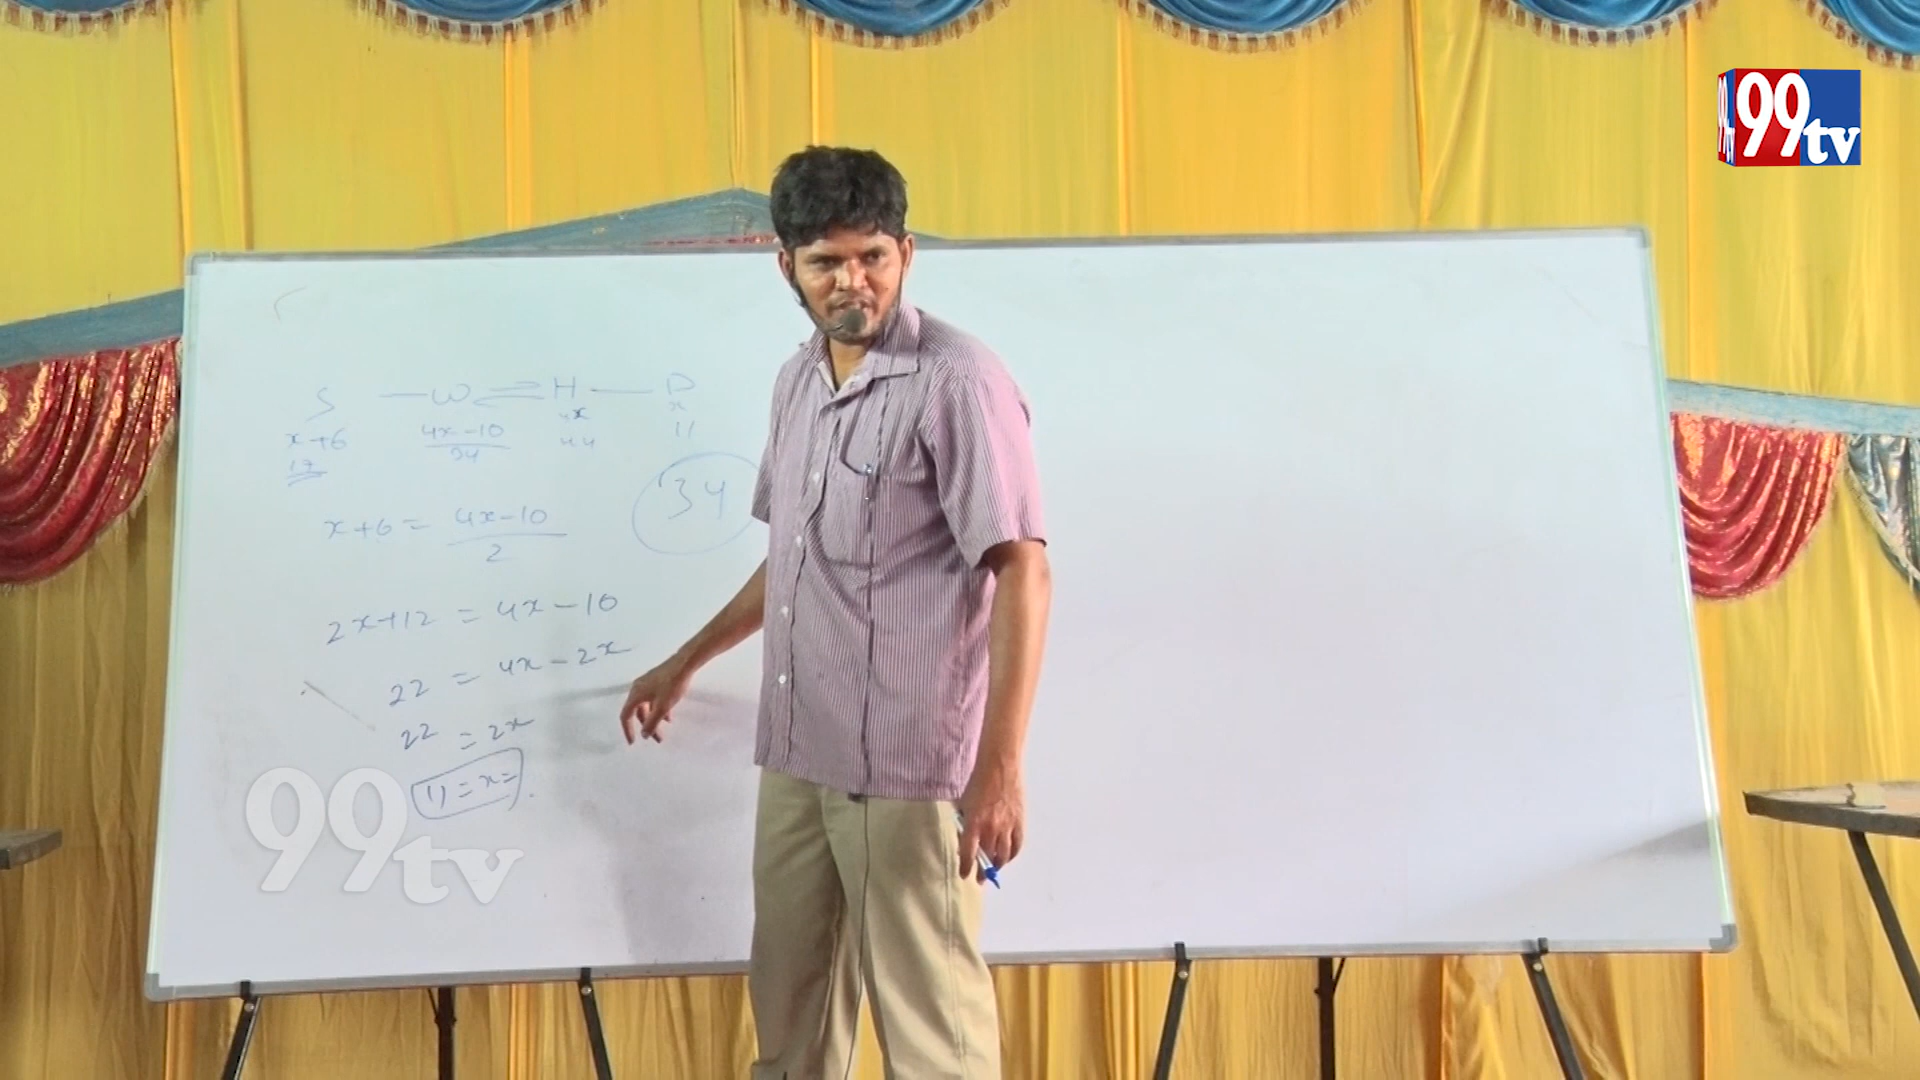 99tv
S — W ⇌ H — D
4x x
x+6 4x-10 44 11
17 34
34
x+6 = 4x-10
2
2x+12 = 4x-10
22 = 4x-2x
22 = 2x
11 = x =
99tv